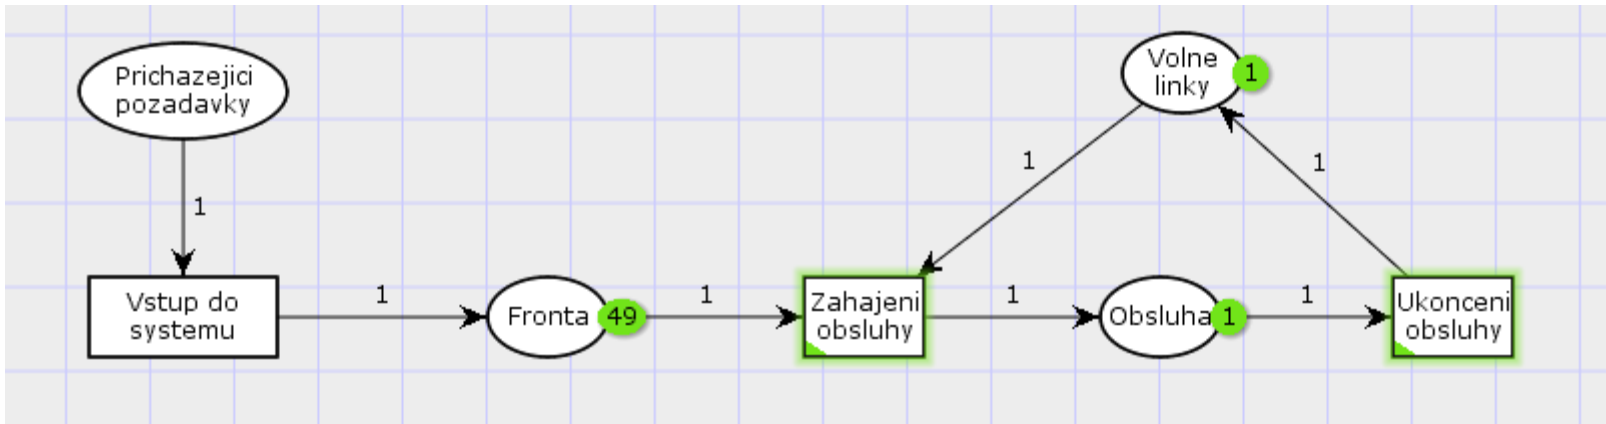 Prichazejici
pozadavky
1
Vstup do
systemu
1
Fronta 49
1
Zahajeni
obsluhy
1
Obsluha 1
1
Ukonceni
obsluhy
1
Volne
linky
1
1